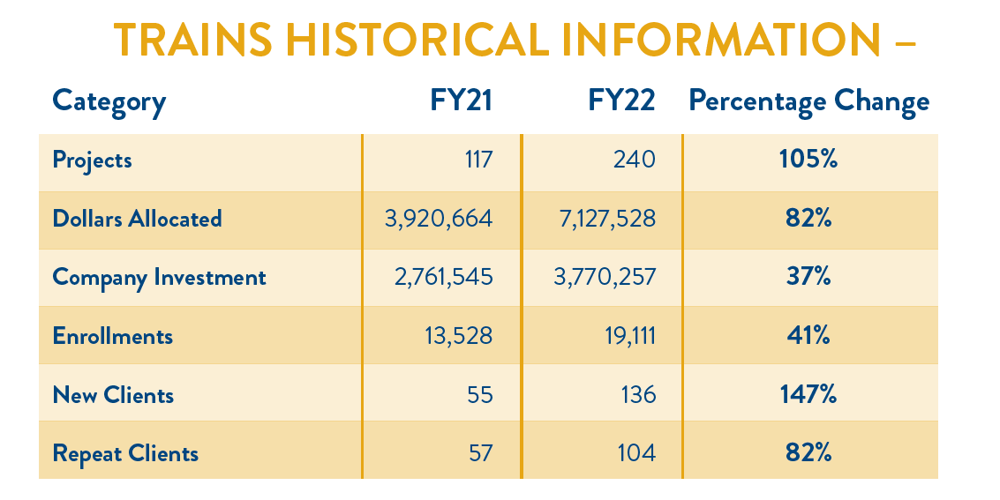 TRAINS HISTORICAL INFORMATION –
Category FY21 FY22 Percentage Change
Projects 117 240 105%
Dollars Allocated 3,920,664 7,127,528 82%
Company Investment 2,761,545 3,770,257 37%
Enrollments 13,528 19,111 41%
New Clients 55 136 147%
Repeat Clients 57 104 82%